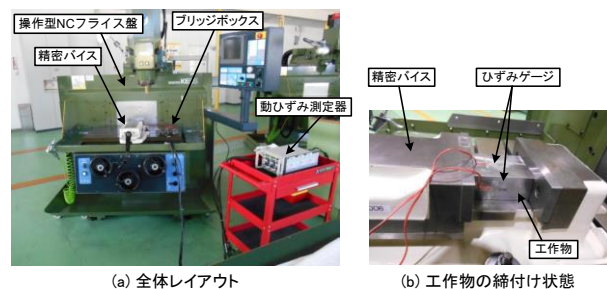 操作型NCフライス盤
ブリッジボックス
精密バイス
動ひずみ測定器
(a) 全体レイアウト
精密バイス
ひずみゲージ
工作物
(b) 工作物の締付け状態